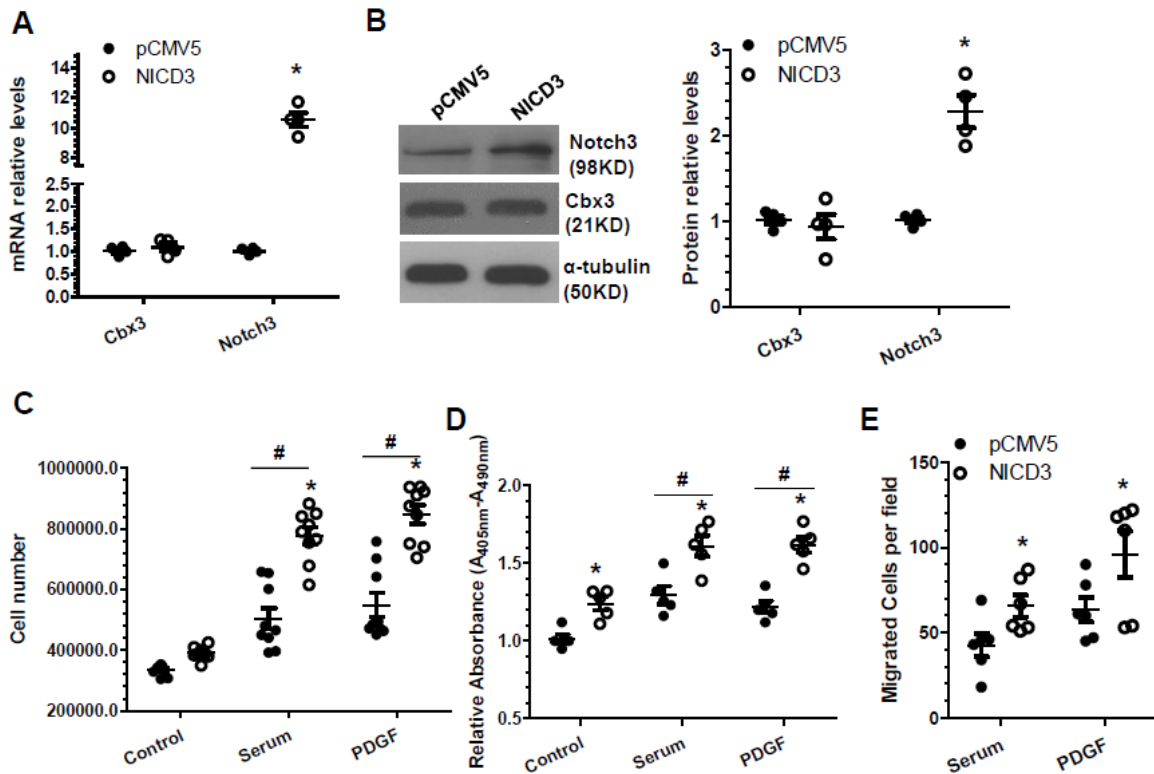 A
pCMV5
NICD3
mRNA relative levels
14
12
10
8
2.5
2.0
1.5
1.0
0.5
0.0
*
Cbx3
Notch3
B
pCMV5
NICD3
Notch3
(98KD)
Cbx3
(21KD)
α-tubulin
(50KD)
pCMV5
NICD3
Protein relative levels
3
2
1
0
*
Cbx3
Notch3
C
Cell number
1000000.0
800000.0
600000.0
400000.0
200000.0
#
*
#
*
Control
Serum
PDGF
D
Relative Absorbance (A405nm-A490nm)
2.0
1.5
1.0
0.5
*
#
*
#
*
Control
Serum
PDGF
E
pCMV5
NICD3
Migrated Cells per field
150
100
50
0
*
*
Serum
PDGF